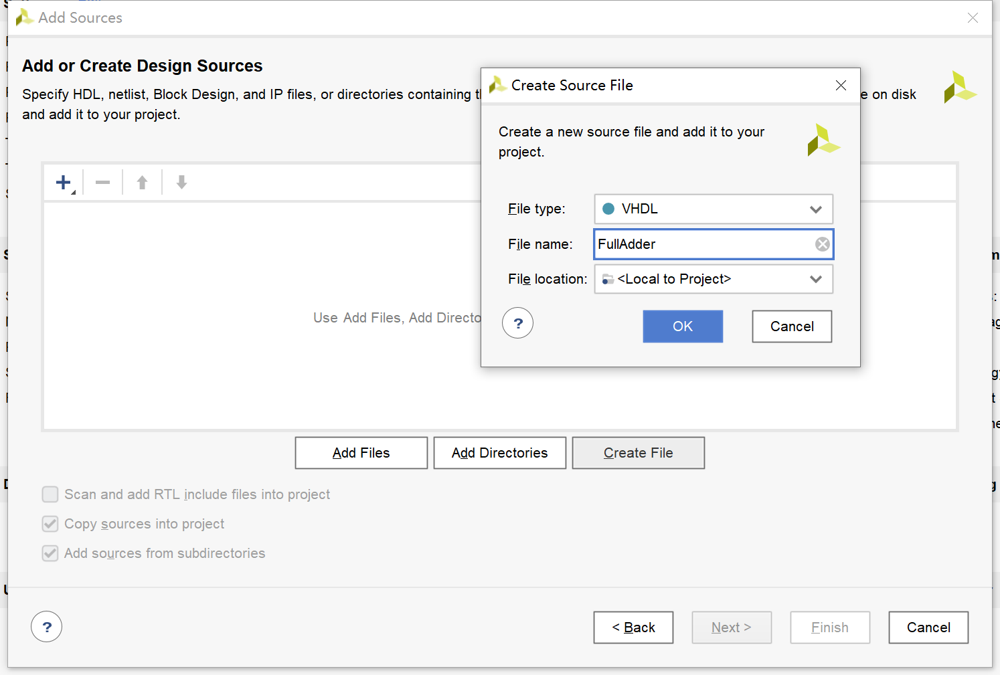 Add Sources
Add or Create Design Sources
Specify HDL, netlist, Block Design, and IP files, or directories containing
e on disk
and add it to your project.
Create Source File
Create a new source file and add it to your
project.
File type:
VHDL
File name:
FullAdder
File location:
<Local to Project>
?
OK
Cancel
Use Add Files, Add Directo
Add Files
Add Directories
Create File
Scan and add RTL include files into project
Copy sources into project
Add sources from subdirectories
?
< Back
Next >
Finish
Cancel